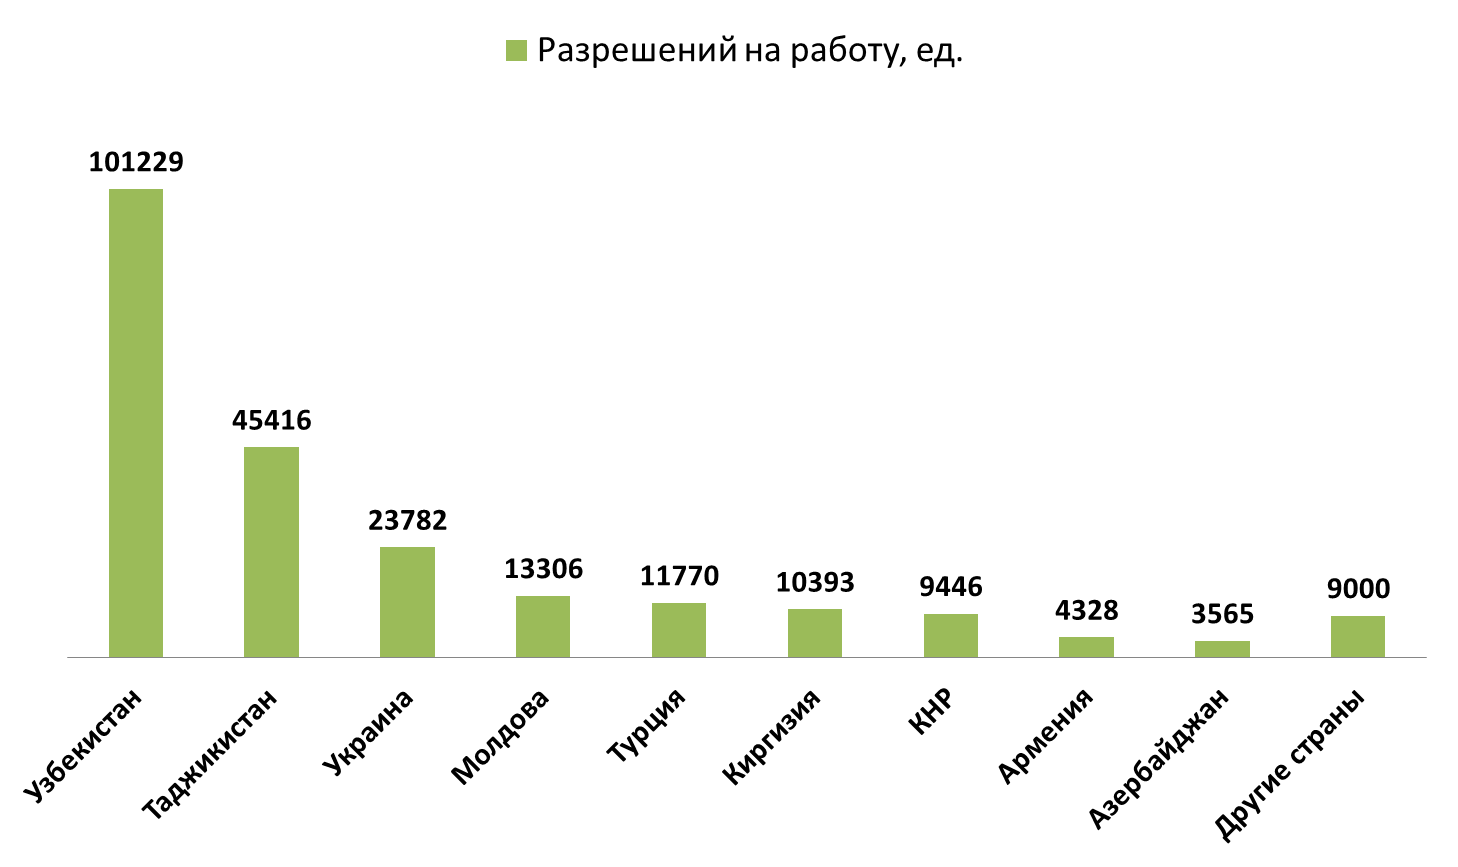 Разрешений на работу, ед.
101229
45416
23782
13306
11770
10393
9446
4328
3565
9000
Узбекистан
Таджикистан
Украина
Молдова
Турция
Киргизия
КНР
Армения
Азербайджан
Другие страны